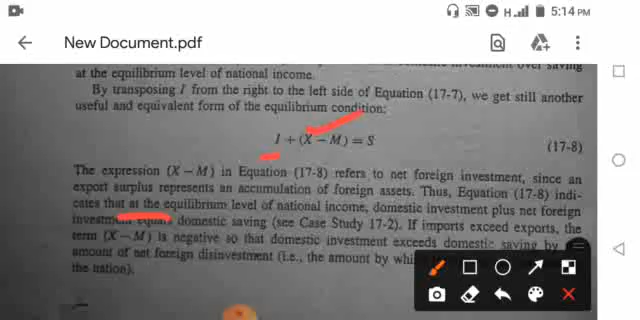 H 5:14 PM
New Document.pdf
investment over saving
at the equilibrium level of national income.
By transposing I from the right to the left side of Equation (17-7), we get still another
useful and equivalent form of the equilibrium condition:
I + (X − M) = S (17-8)
The expression (X − M) in Equation (17-8) refers to net foreign investment, since an
export surplus represents an accumulation of foreign assets. Thus, Equation (17-8) indi-
cates that at the equilibrium level of national income, domestic investment plus net foreign
investment equals domestic saving (see Case Study 17-2). If imports exceed exports, the
term (X − M) is negative so that domestic investment exceeds domestic saving by
amount of net foreign disinvestment (i.e., the amount by
the nation).